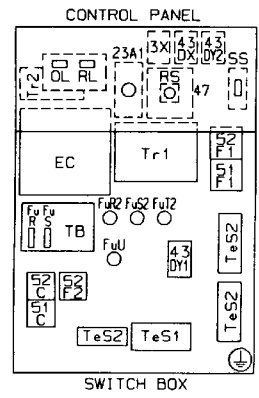 CONTROL PANEL
23A1
3X
43
DX
43
DY2
SS
Tr2
OL
RL
RS
47
EC
Tr1
52
F1
51
F1
Fu
R
Fu
S
TB
FuR2
FuS2
FuT2
FuU
43
DY1
TeS2
52
C
52
F2
51
C
TeS2
TeS2
TeS1
SWITCH BOX